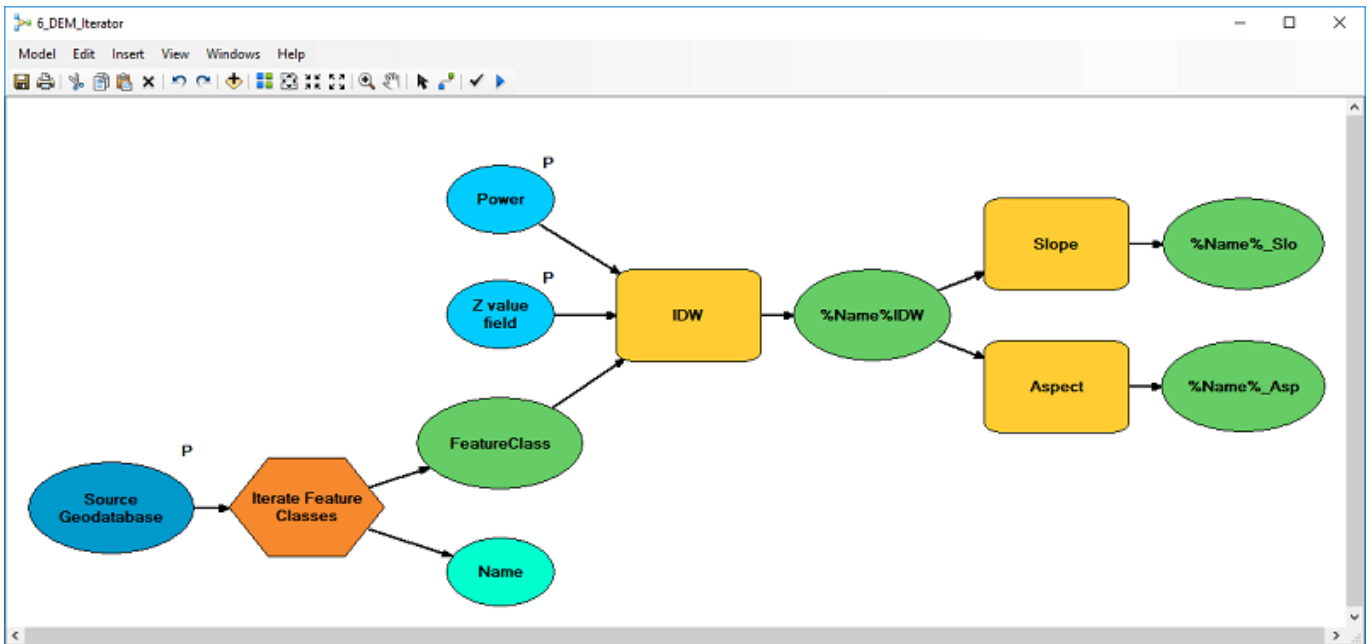 6_DEM_Iterator
Model Edit Insert View Windows Help
P
Power
P
Z value
field
IDW
%Name%IDW
Slope
%Name%_Slo
Aspect
%Name%_Asp
FeatureClass
P
Source
Geodatabase
Iterate Feature
Classes
Name